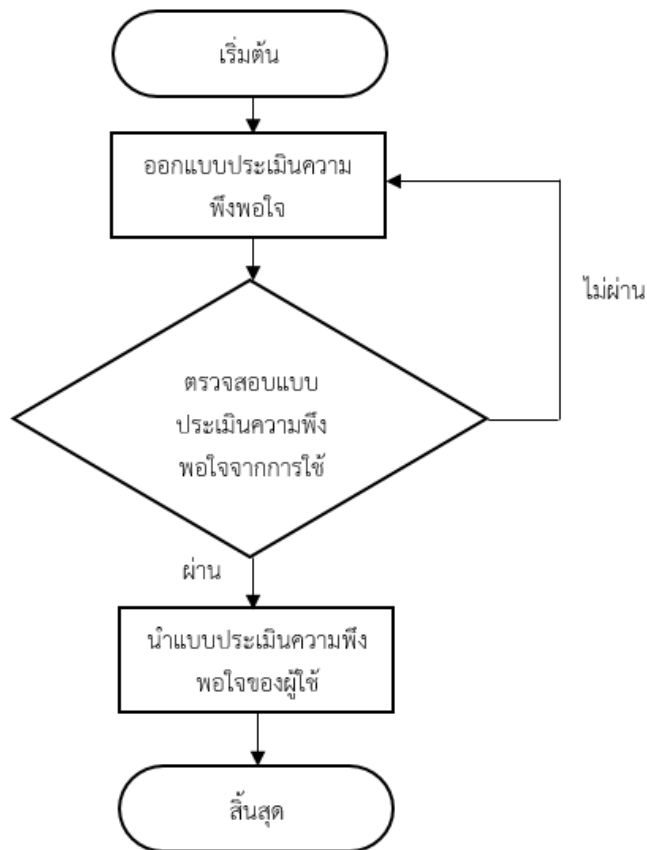 เริ่มต้น
ออกแบบประเมินความ
พึงพอใจ
ไม่ผ่าน
ตรวจสอบแบบ
ประเมินความพึง
พอใจจากการใช้
ผ่าน
นำแบบประเมินความพึง
พอใจของผู้ใช้
สิ้นสุด